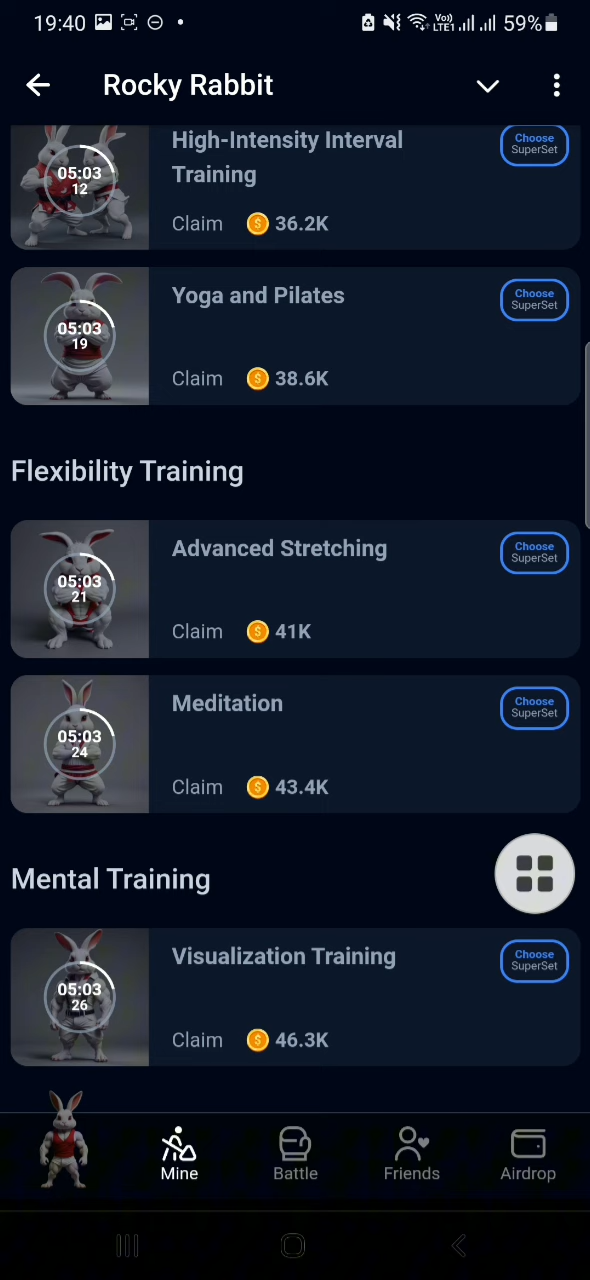 19:40 Vo)) LTE1 59%
Rocky Rabbit
High-Intensity Interval
Training
Choose
SuperSet
05:03
12
Claim 36.2K
Yoga and Pilates
Choose
SuperSet
05:03
19
Claim 38.6K
Flexibility Training
Advanced Stretching
Choose
SuperSet
05:03
21
Claim 41K
Meditation
Choose
SuperSet
05:03
24
Claim 43.4K
Mental Training
Visualization Training
Choose
SuperSet
05:03
26
Claim 46.3K
Mine Battle Friends Airdrop